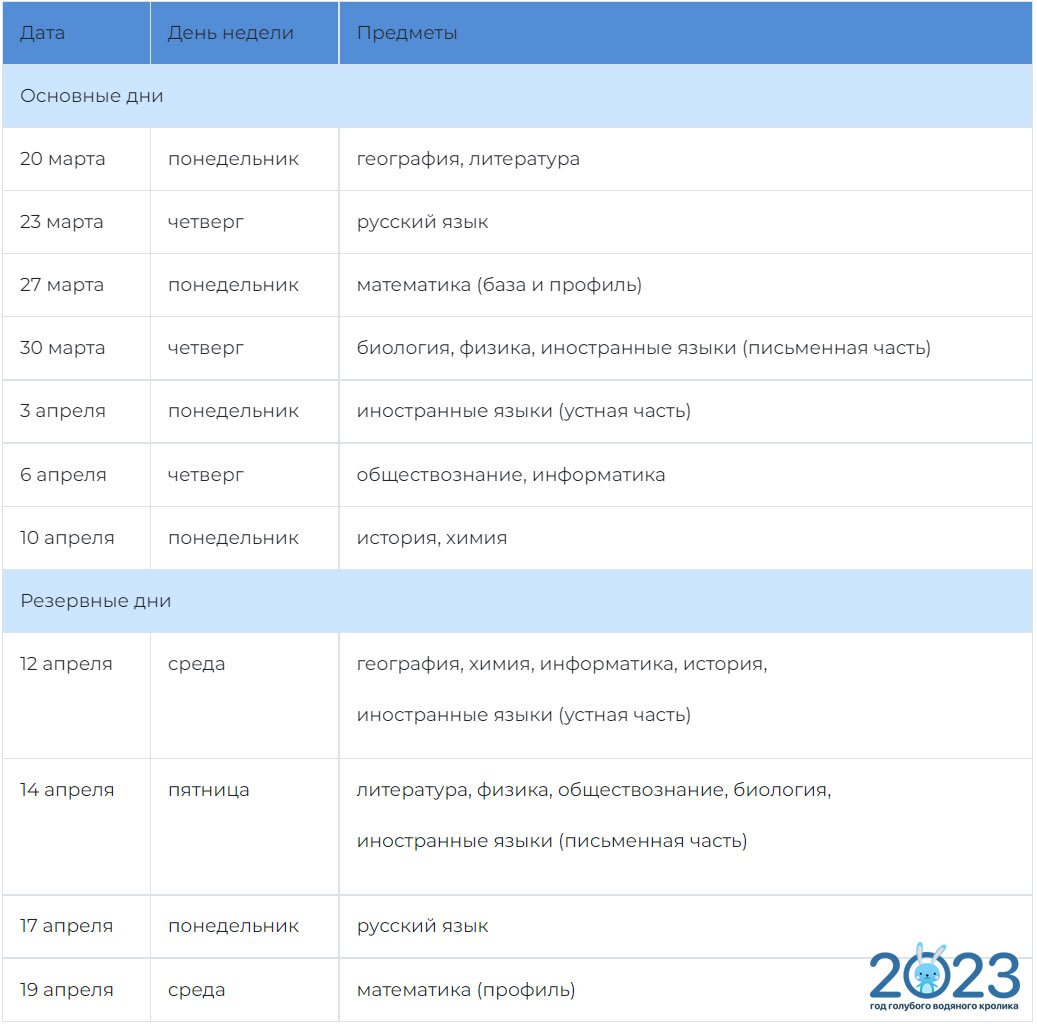 Дата День недели Предметы
Основные дни
20 марта понедельник география, литература
23 марта четверг русский язык
27 марта понедельник математика (база и профиль)
30 марта четверг биология, физика, иностранные языки (письменная часть)
3 апреля понедельник иностранные языки (устная часть)
6 апреля четверг обществознание, информатика
10 апреля понедельник история, химия
Резервные дни
12 апреля среда география, химия, информатика, история,
иностранные языки (устная часть)
14 апреля пятница литература, физика, обществознание, биология,
иностранные языки (письменная часть)
17 апреля понедельник русский язык
19 апреля среда математика (профиль)
2023
год голубого водяного кролика